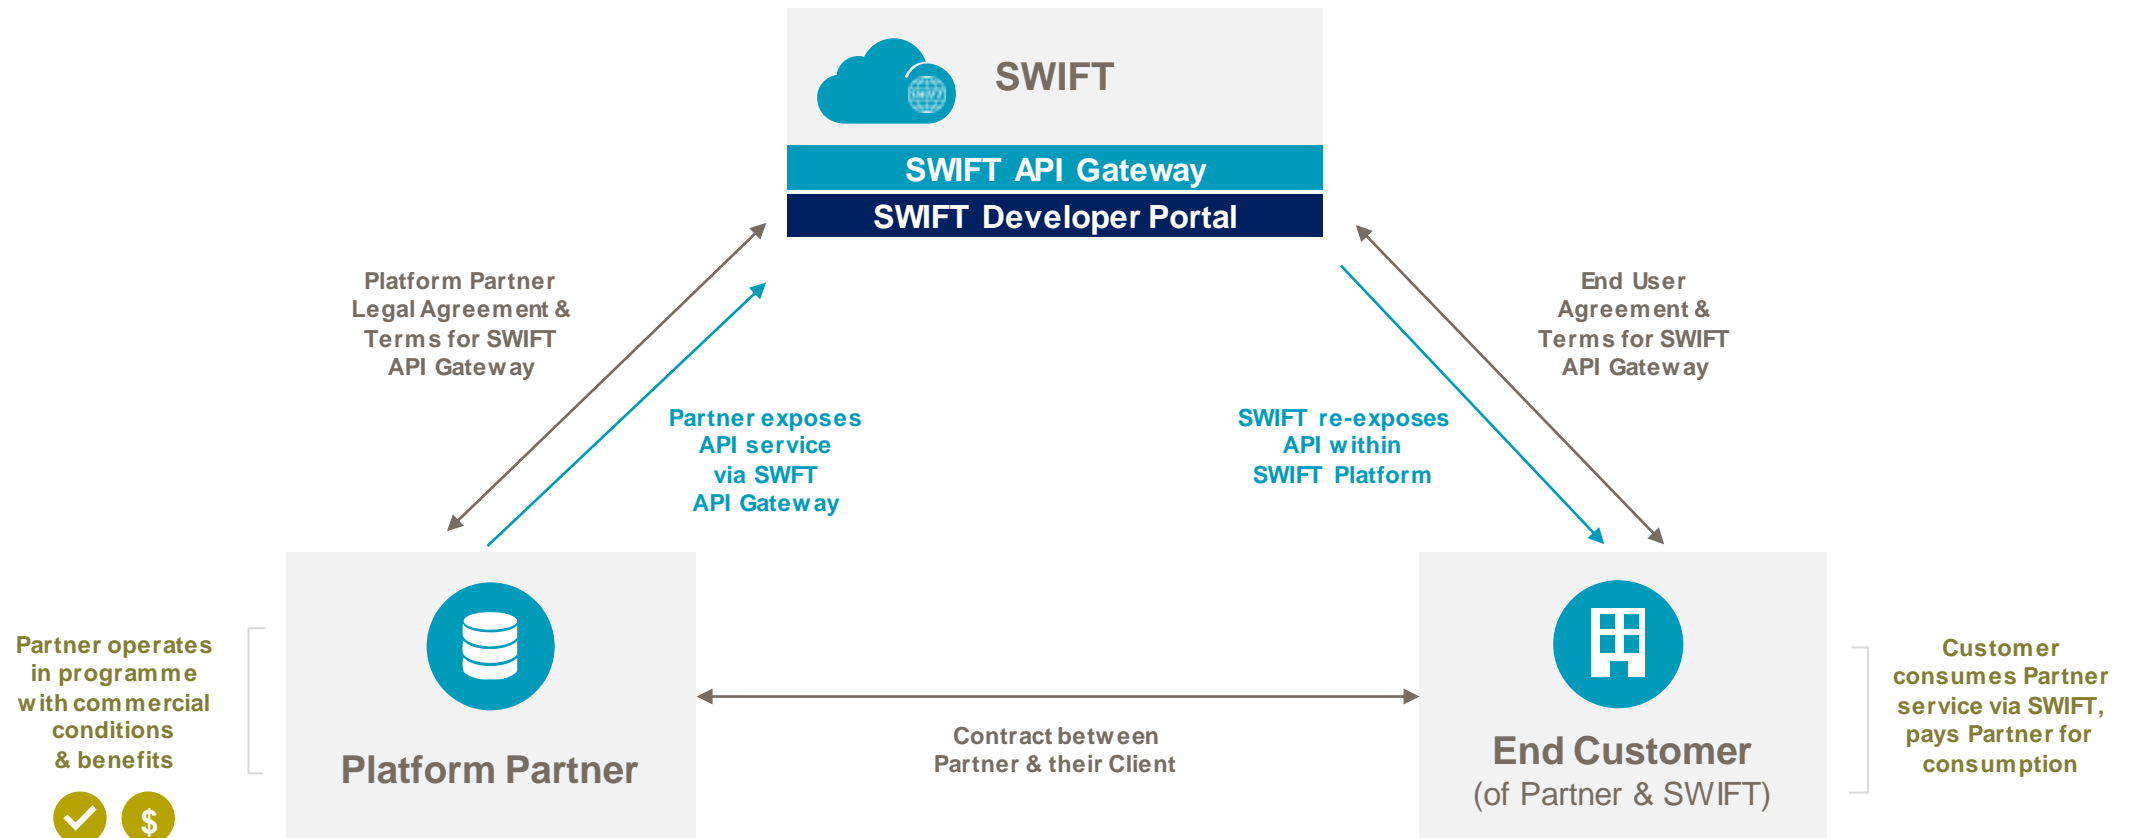 SWIFT
SWIFT API Gateway
SWIFT Developer Portal
Platform Partner
Legal Agreement &
Terms for SWIFT
API Gateway
End User
Agreement &
Terms for SWIFT
API Gateway
Partner exposes
API service
via SWFT
API Gateway
SWIFT re-exposes
API within
SWIFT Platform
Partner operates
in programme
with commercial
conditions
& benefits
$
Platform Partner
Contract between
Partner & their Client
End Customer
(of Partner & SWIFT)
Customer
consumes Partner
service via SWIFT,
pays Partner for
consumption